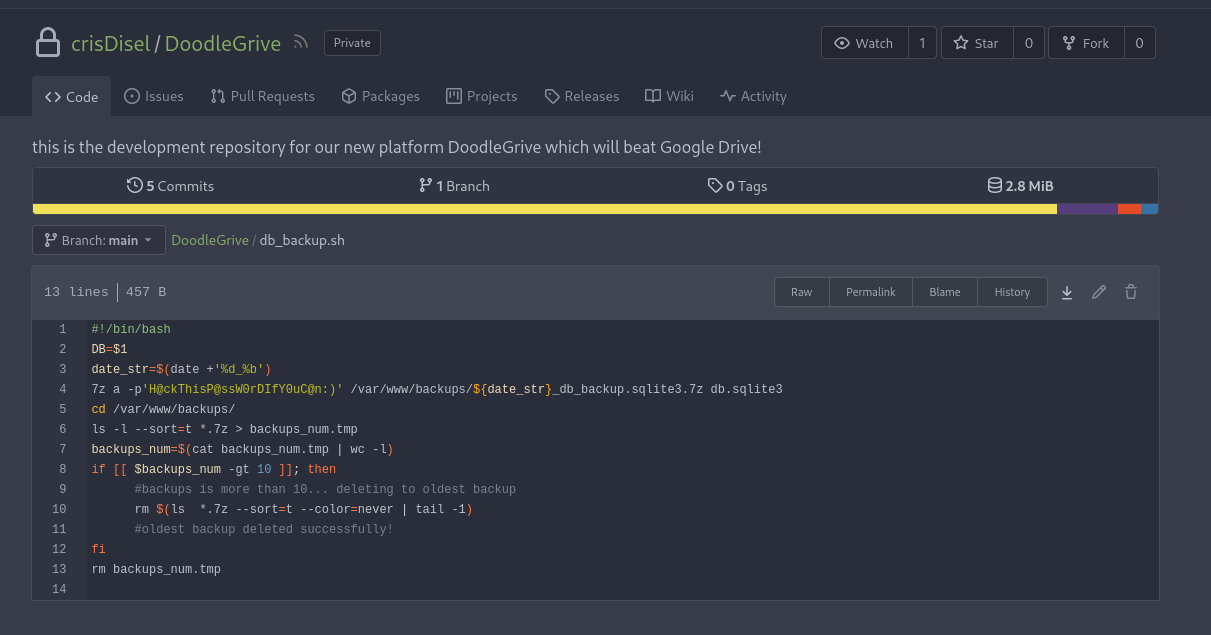 crisDisel / DoodleGrive Private Watch 1 Star 0 Fork 0
Code Issues Pull Requests Packages Projects Releases Wiki Activity
this is the development repository for our new platform DoodleGrive which will beat Google Drive!
5 Commits 1 Branch 0 Tags 2.8 MiB
Branch: main DoodleGrive / db_backup.sh
13 lines | 457 B Raw Permalink Blame History
1 #!/bin/bash
2 DB=$1
3 date_str=$(date +'%d_%b')
4 7z a -p'H@ckThisP@ssW0rDIfY0uC@n:)' /var/www/backups/${date_str}_db_backup.sqlite3.7z db.sqlite3
5 cd /var/www/backups/
6 ls -l --sort=t *.7z > backups_num.tmp
7 backups_num=$(cat backups_num.tmp | wc -l)
8 if [[ $backups_num -gt 10 ]]; then
9 #backups is more than 10... deleting to oldest backup
10 rm $(ls  *.7z --sort=t --color=never | tail -1)
11 #oldest backup deleted successfully!
12 fi
13 rm backups_num.tmp
14